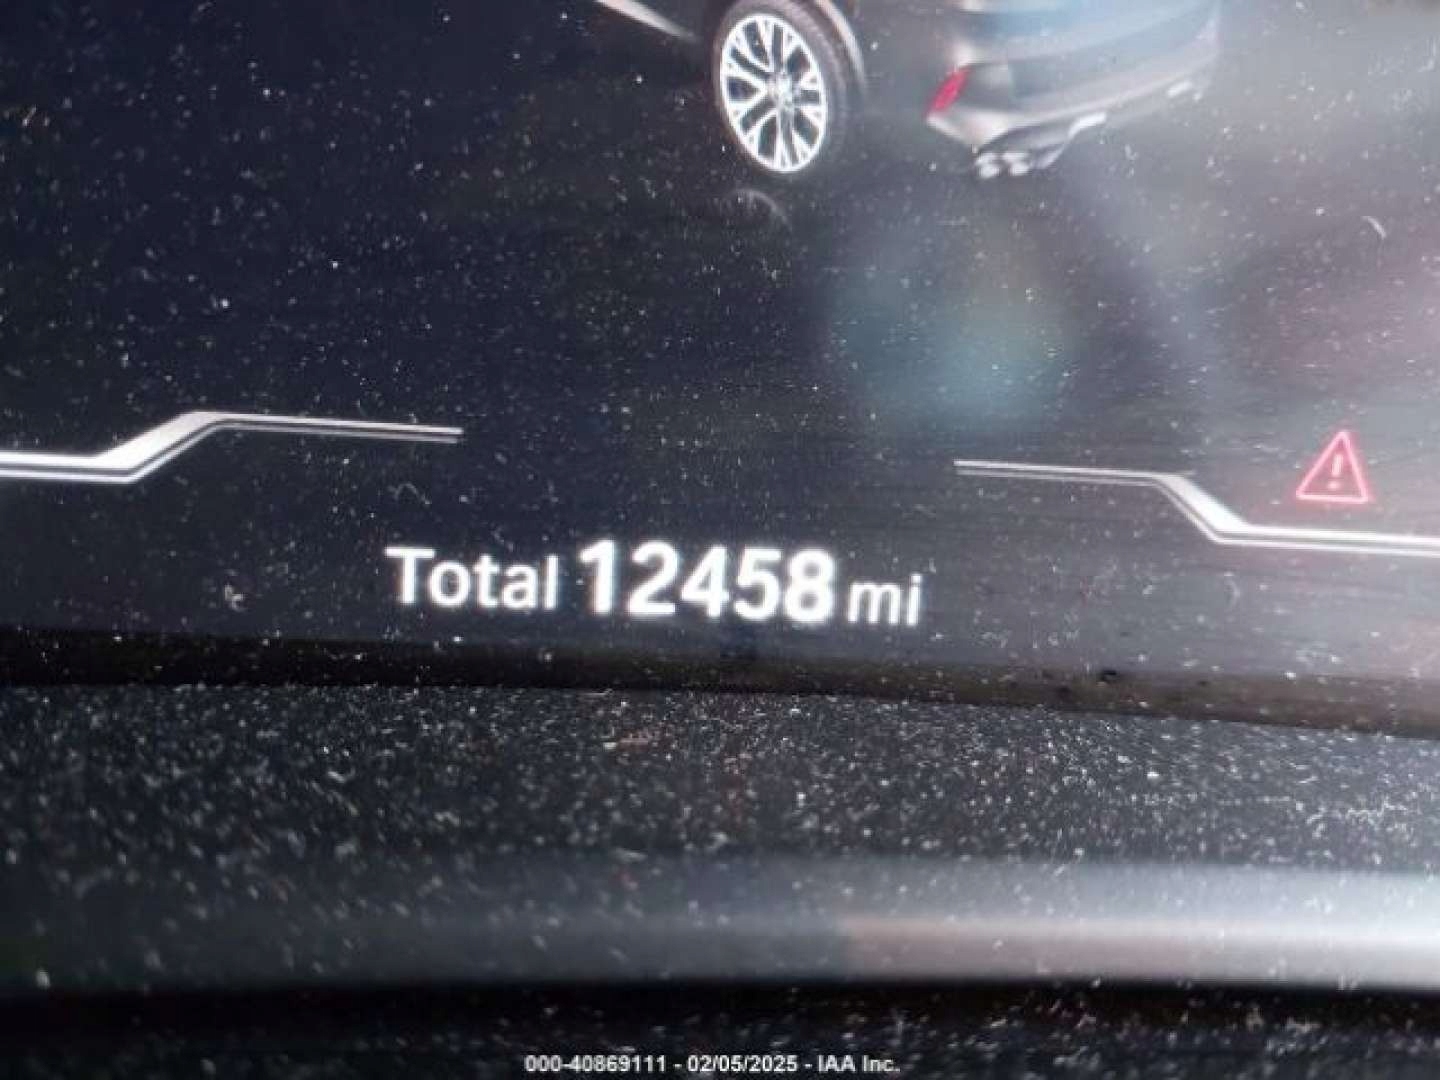 Total 12458 mi
000-40869111 - 02/05/2025 - IAA Inc.